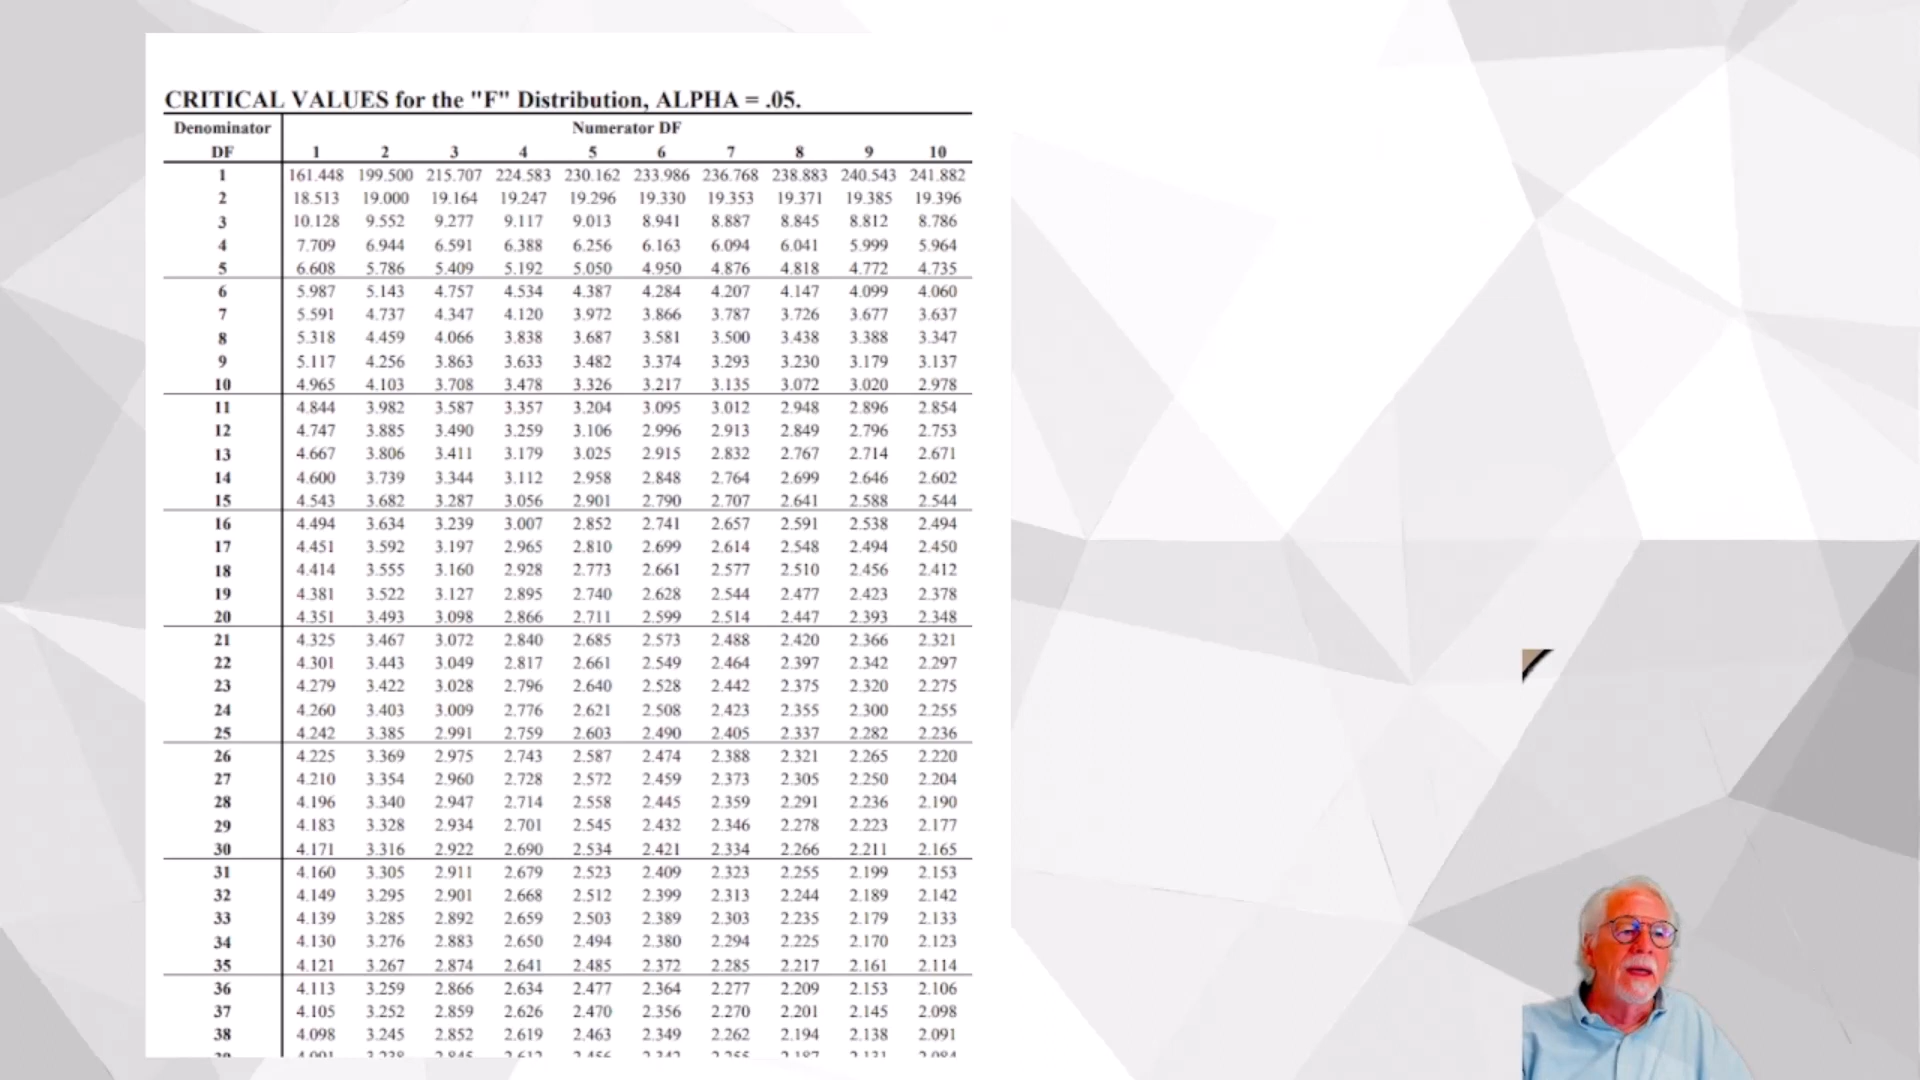 CRITICAL VALUES for the "F" Distribution, ALPHA = .05.
Denominator Numerator DF
DF 1 2 3 4 5 6 7 8 9 10
1 161.448 199.500 215.707 224.583 230.162 233.986 236.768 238.883 240.543 241.882
2 18.513 19.000 19.164 19.247 19.296 19.330 19.353 19.371 19.385 19.396
3 10.128 9.552 9.277 9.117 9.013 8.941 8.887 8.845 8.812 8.786
4 7.709 6.944 6.591 6.388 6.256 6.163 6.094 6.041 5.999 5.964
5 6.608 5.786 5.409 5.192 5.050 4.950 4.876 4.818 4.772 4.735
6 5.987 5.143 4.757 4.534 4.387 4.284 4.207 4.147 4.099 4.060
7 5.591 4.737 4.347 4.120 3.972 3.866 3.787 3.726 3.677 3.637
8 5.318 4.459 4.066 3.838 3.687 3.581 3.500 3.438 3.388 3.347
9 5.117 4.256 3.863 3.633 3.482 3.374 3.293 3.230 3.179 3.137
10 4.965 4.103 3.708 3.478 3.326 3.217 3.135 3.072 3.020 2.978
11 4.844 3.982 3.587 3.357 3.204 3.095 3.012 2.948 2.896 2.854
12 4.747 3.885 3.490 3.259 3.106 2.996 2.913 2.849 2.796 2.753
13 4.667 3.806 3.411 3.179 3.025 2.915 2.832 2.767 2.714 2.671
14 4.600 3.739 3.344 3.112 2.958 2.848 2.764 2.699 2.646 2.602
15 4.543 3.682 3.287 3.056 2.901 2.790 2.707 2.641 2.588 2.544
16 4.494 3.634 3.239 3.007 2.852 2.741 2.657 2.591 2.538 2.494
17 4.451 3.592 3.197 2.965 2.810 2.699 2.614 2.548 2.494 2.450
18 4.414 3.555 3.160 2.928 2.773 2.661 2.577 2.510 2.456 2.412
19 4.381 3.522 3.127 2.895 2.740 2.628 2.544 2.477 2.423 2.378
20 4.351 3.493 3.098 2.866 2.711 2.599 2.514 2.447 2.393 2.348
21 4.325 3.467 3.072 2.840 2.685 2.573 2.488 2.420 2.366 2.321
22 4.301 3.443 3.049 2.817 2.661 2.549 2.464 2.397 2.342 2.297
23 4.279 3.422 3.028 2.796 2.640 2.528 2.442 2.375 2.320 2.275
24 4.260 3.403 3.009 2.776 2.621 2.508 2.423 2.355 2.300 2.255
25 4.242 3.385 2.991 2.759 2.603 2.490 2.405 2.337 2.282 2.236
26 4.225 3.369 2.975 2.743 2.587 2.474 2.388 2.321 2.265 2.220
27 4.210 3.354 2.960 2.728 2.572 2.459 2.373 2.305 2.250 2.204
28 4.196 3.340 2.947 2.714 2.558 2.445 2.359 2.291 2.236 2.190
29 4.183 3.328 2.934 2.701 2.545 2.432 2.346 2.278 2.223 2.177
30 4.171 3.316 2.922 2.690 2.534 2.421 2.334 2.266 2.211 2.165
31 4.160 3.305 2.911 2.679 2.523 2.409 2.323 2.255 2.199 2.153
32 4.149 3.295 2.901 2.668 2.512 2.399 2.313 2.244 2.189 2.142
33 4.139 3.285 2.892 2.659 2.503 2.389 2.303 2.235 2.179 2.133
34 4.130 3.276 2.883 2.650 2.494 2.380 2.294 2.225 2.170 2.123
35 4.121 3.267 2.874 2.641 2.485 2.372 2.285 2.217 2.161 2.114
36 4.113 3.259 2.866 2.634 2.477 2.364 2.277 2.209 2.153 2.106
37 4.105 3.252 2.859 2.626 2.470 2.356 2.270 2.201 2.145 2.098
38 4.098 3.245 2.852 2.619 2.463 2.349 2.262 2.194 2.138 2.091